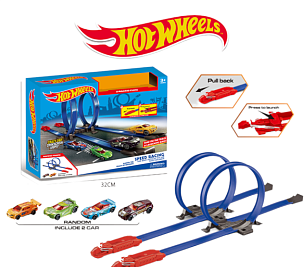 HOT WHEELS
Pull back
Press to launch
HOT WHEELS
SPEED RACING
32CM
RANDOM
INCLUDE 2 CAR